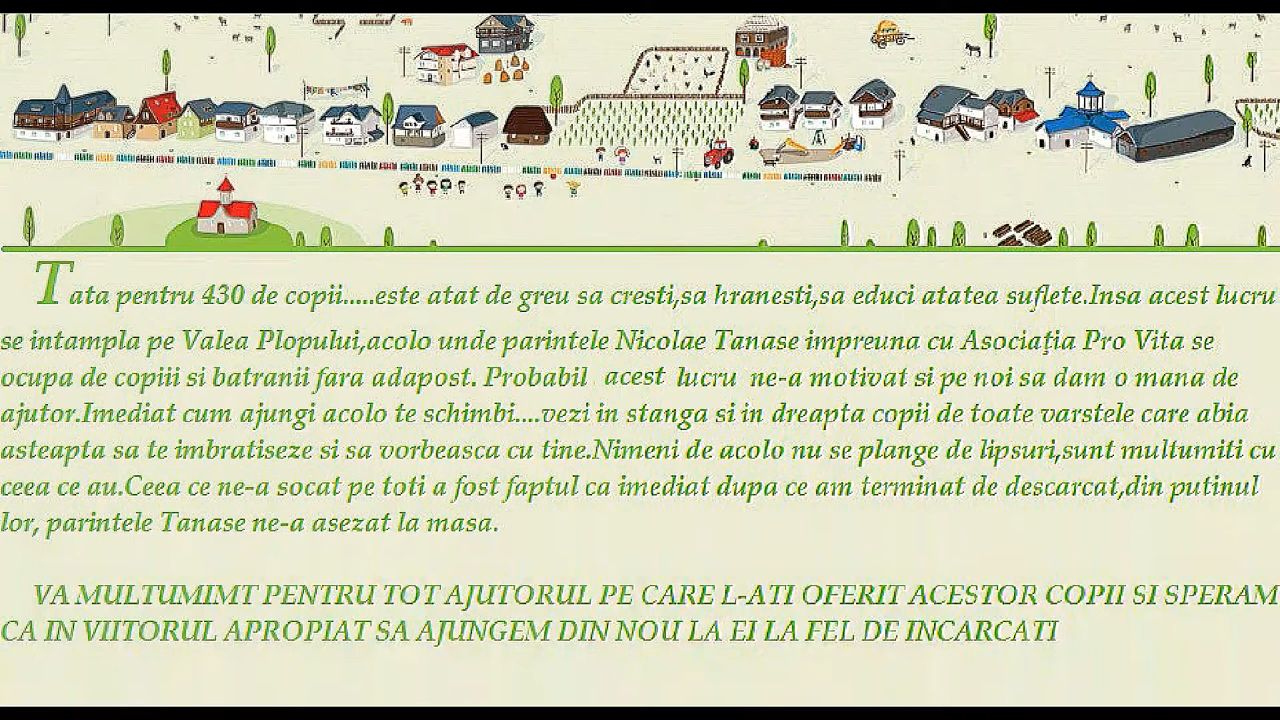 Tata pentru 430 de copii.....este atat de greu sa cresti,sa hranesti,sa educi atatea suflete.Insa acest lucru
se intampla pe Valea Plopului,acolo unde parintele Nicolae Tanase impreuna cu Asociaţia Pro Vita se
ocupa de copiii si batranii fara adapost. Probabil acest lucru ne-a motivat si pe noi sa dam o mana de
ajutor.Imediat cum ajungi acolo te schimbi....vezi in stanga si in dreapta copii de toate varstele care abia
asteapta sa te imbratiseze si sa vorbeasca cu tine.Nimeni de acolo nu se plange de lipsuri,sunt multumiti cu
ceea ce au.Ceea ce ne-a socat pe toti a fost faptul ca imediat dupa ce am terminat de descarcat,din putinul
lor, parintele Tanase ne-a asezat la masa.
VA MULTUMIMT PENTRU TOT AJUTORUL PE CARE L-ATI OFERIT ACESTOR COPII SI SPERAM
CA IN VIITORUL APROPIAT SA AJUNGEM DIN NOU LA EI LA FEL DE INCARCATI